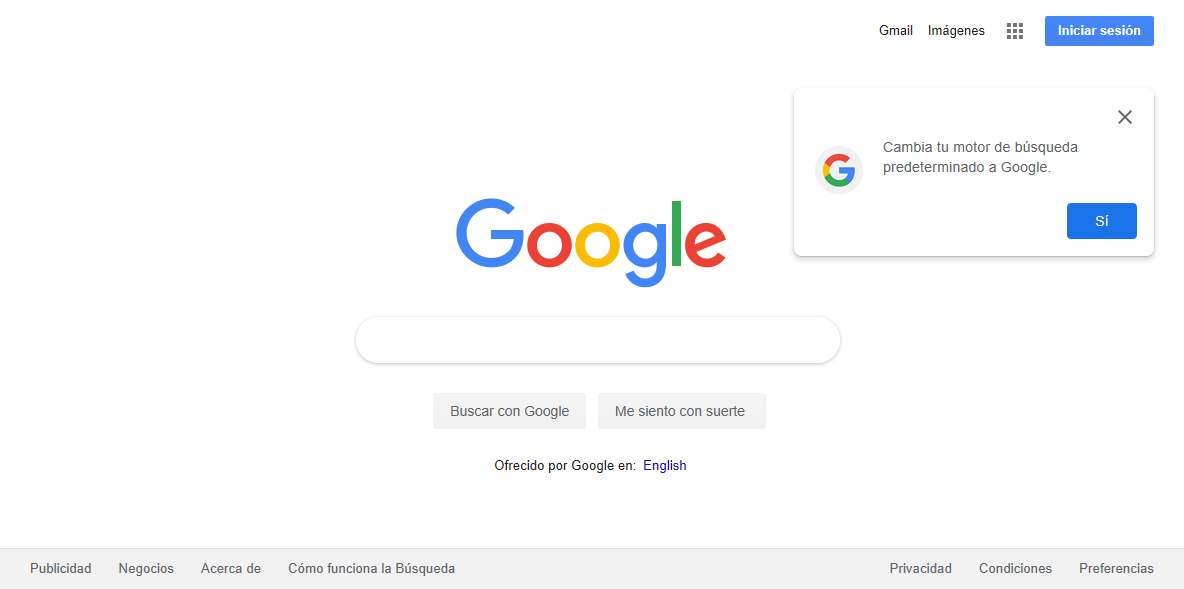 Gmail Imágenes Iniciar sesión
Cambia tu motor de búsqueda
predeterminado a Google.
Sí
Google
Buscar con Google Me siento con suerte
Ofrecido por Google en: English
Publicidad Negocios Acerca de Cómo funciona la Búsqueda Privacidad Condiciones Preferencias